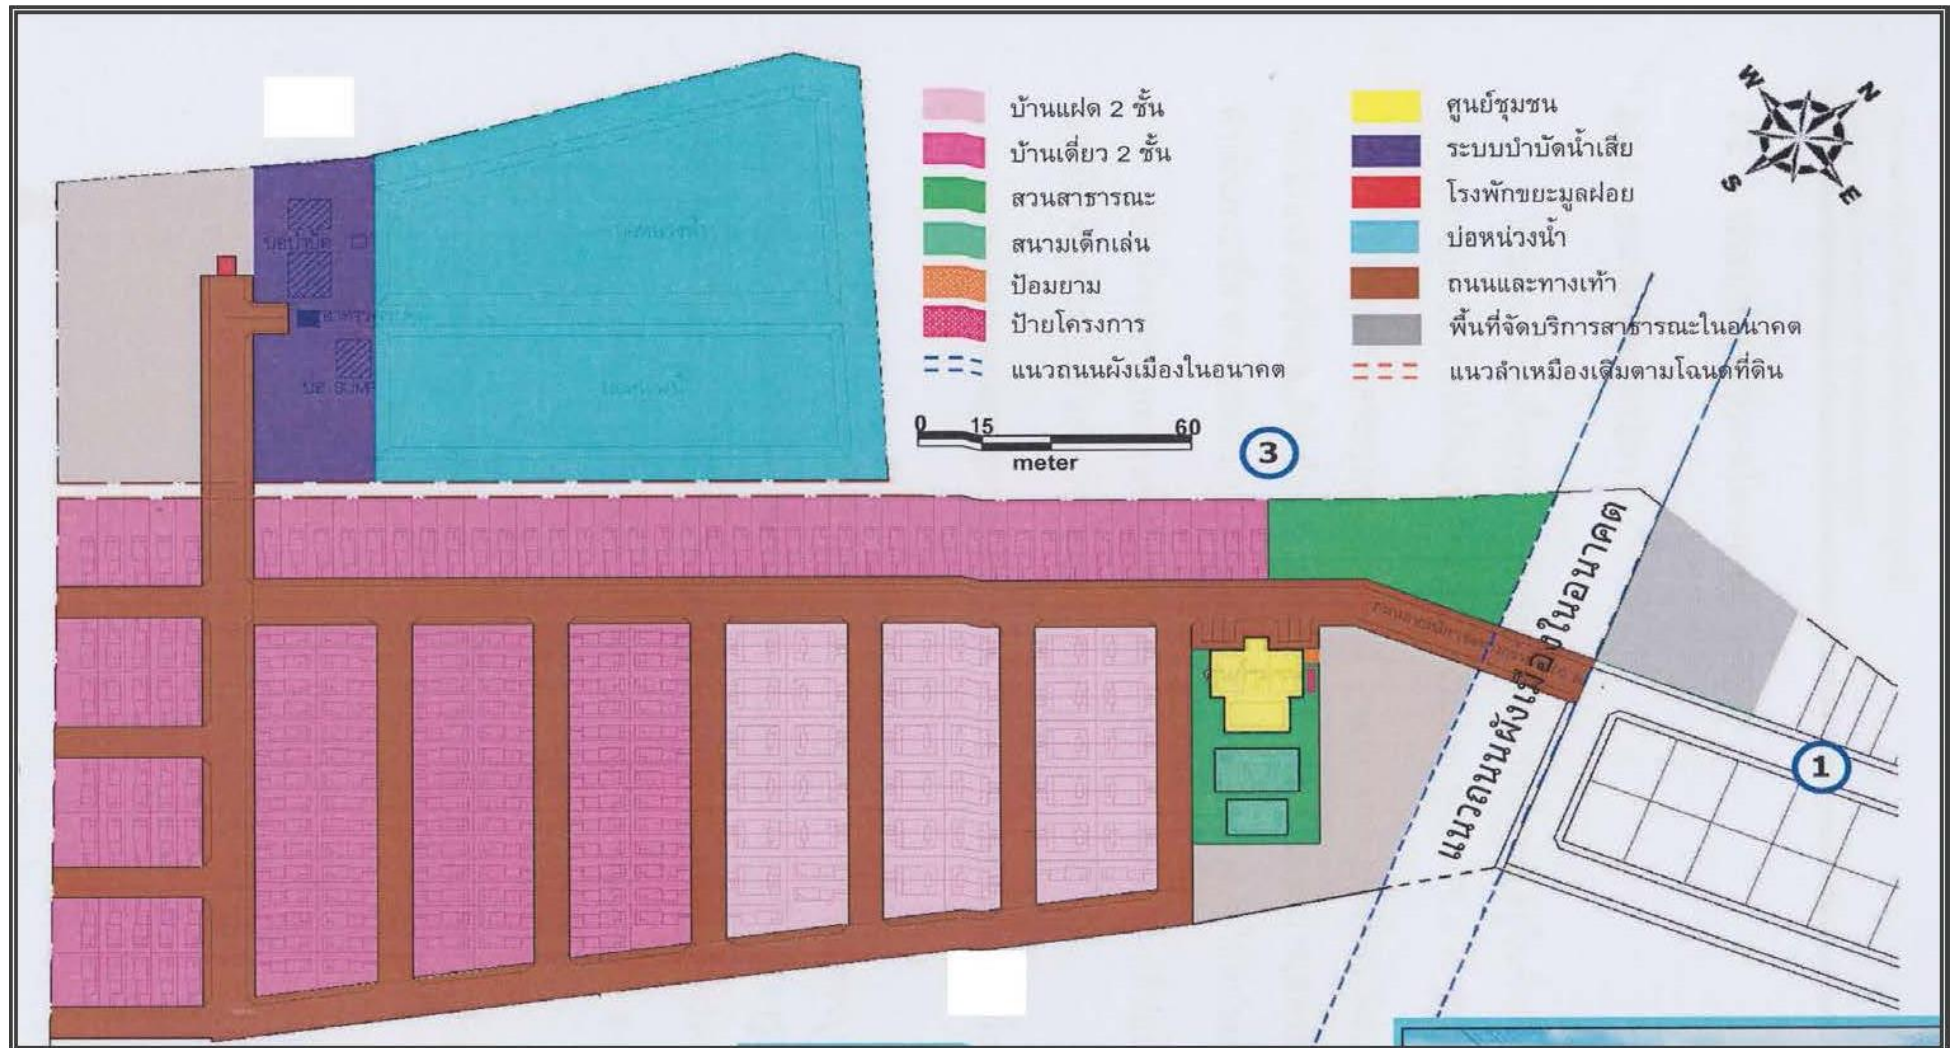 บ้านแฝด 2 ชั้น
บ้านเดี่ยว 2 ชั้น
สวนสาธารณะ
สนามเด็กเล่น
ป้อมยาม
ป้ายโครงการ
แนวถนนผังเมืองในอนาคต
ศูนย์ชุมชน
ระบบบำบัดน้ำเสีย
โรงพักขยะมูลฝอย
บ่อหน่วงน้ำ
ถนนและทางเท้า
พื้นที่จัดบริการสาธารณะในอนาคต
แนวลำเหมืองเดิมตามโฉนดที่ดิน
W N
S E
0 15 60
meter
3
บ่อบำบัด
บ่อ SUMP
แนวถนนผังเมืองในอนาคต
1